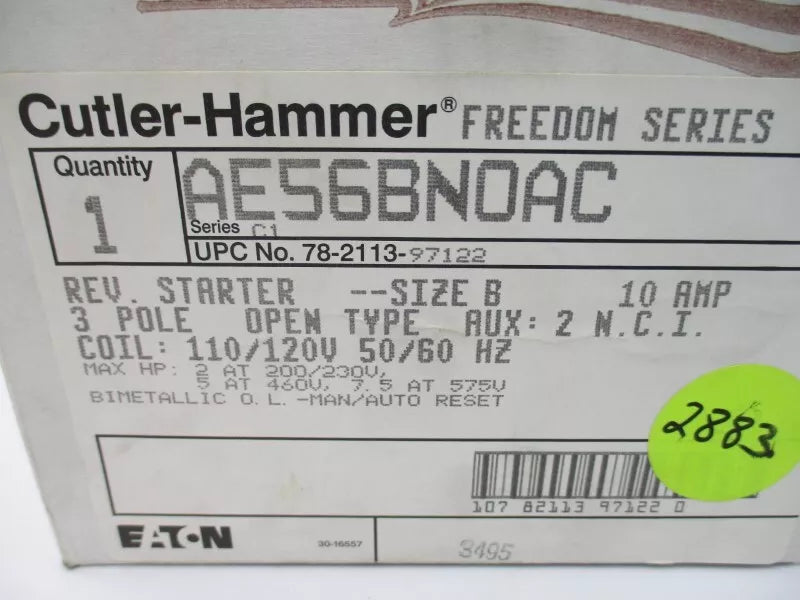 Cutler-Hammer® FREEDOM SERIES
Quantity
1
AE56BN0AC
Series C1
UPC No. 78-2113-97122
REV. STARTER --SIZE B 10 AMP
3 POLE OPEN TYPE AUX: 2 N.C.I.
COIL: 110/120V 50/60 HZ
MAX HP: 2 AT 200/230V,
5 AT 460V, 7.5 AT 575V
BIMETALLIC O.L.-MAN/AUTO RESET
2883
107 82113 97122 0
EATON
30-16557
3495